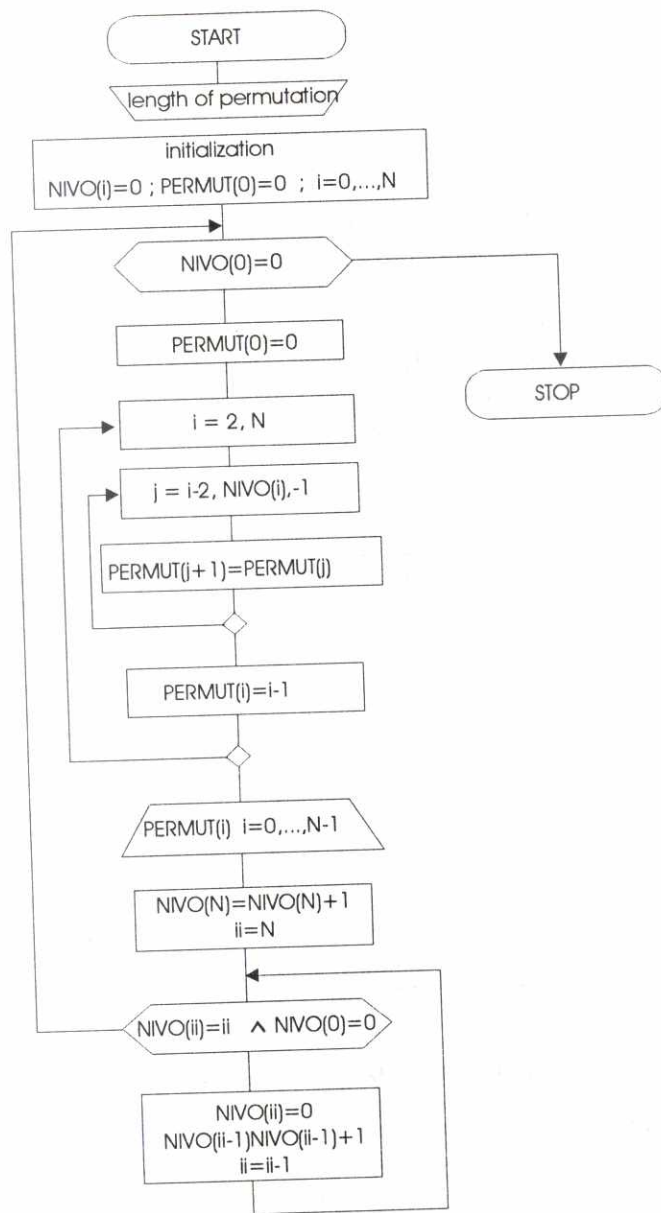 START
length of permutation
initialization
NIVO(i)=0 ; PERMUT(0)=0 ; i=0,...,N
NIVO(0)=0
PERMUT(0)=0
STOP
i = 2, N
j = i-2, NIVO(i),-1
PERMUT(j+1)=PERMUT(j)
PERMUT(i)=i-1
PERMUT(i) i=0,...,N-1
NIVO(N)=NIVO(N)+1
ii=N
NIVO(ii)=ii ∧ NIVO(0)=0
NIVO(ii)=0
NIVO(ii-1)NIVO(ii-1)+1
ii=ii-1